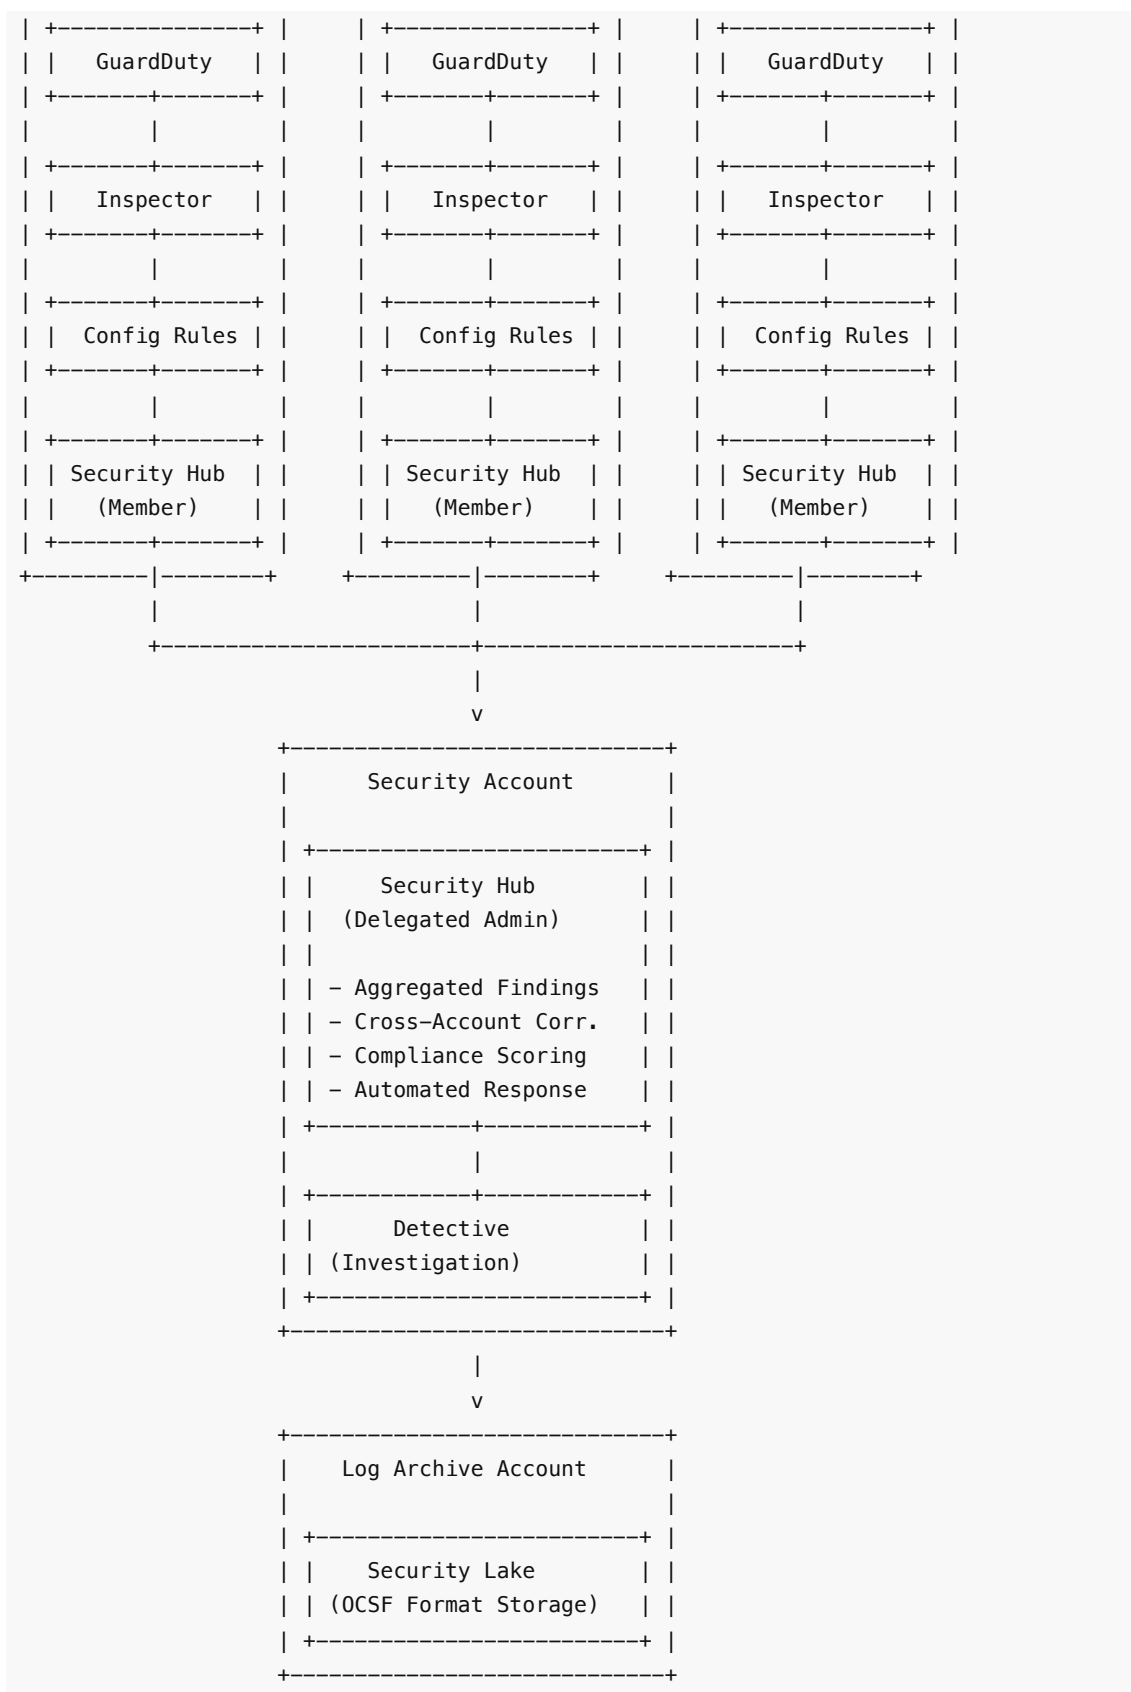 | +---------------+ |     | +---------------+ |     | +---------------+ |
| |   GuardDuty   | |     | |   GuardDuty   | |     | |   GuardDuty   | |
| +-------+-------+ |     | +-------+-------+ |     | +-------+-------+ |
|         |         |     |         |         |     |         |         |
| +-------+-------+ |     | +-------+-------+ |     | +-------+-------+ |
| |   Inspector   | |     | |   Inspector   | |     | |   Inspector   | |
| +-------+-------+ |     | +-------+-------+ |     | +-------+-------+ |
|         |         |     |         |         |     |         |         |
| +-------+-------+ |     | +-------+-------+ |     | +-------+-------+ |
| |  Config Rules | |     | |  Config Rules | |     | |  Config Rules | |
| +-------+-------+ |     | +-------+-------+ |     | +-------+-------+ |
|         |         |     |         |         |     |         |         |
| +-------+-------+ |     | +-------+-------+ |     | +-------+-------+ |
| | Security Hub  | |     | | Security Hub  | |     | | Security Hub  | |
| |   (Member)    | |     | |   (Member)    | |     | |   (Member)    | |
| +-------+-------+ |     | +-------+-------+ |     | +-------+-------+ |
+---------|--------+     +---------|--------+     +---------|--------+
          |                        |                        |
          +------------------------+------------------------+
                                   |
                                   v
                    +-----------------------------+
                    |      Security Account       |
                    |                             |
                    | +-------------------------+ |
                    | |     Security Hub        | |
                    | |  (Delegated Admin)      | |
                    | |                         | |
                    | | - Aggregated Findings   | |
                    | | - Cross-Account Corr.   | |
                    | | - Compliance Scoring    | |
                    | | - Automated Response    | |
                    | +------------+------------+ |
                    |              |              |
                    | +------------+------------+ |
                    | |      Detective          | |
                    | | (Investigation)         | |
                    | +-------------------------+ |
                    +-----------------------------+
                                   |
                                   v
                    +-----------------------------+
                    |    Log Archive Account      |
                    |                             |
                    | +-------------------------+ |
                    | |    Security Lake        | |
                    | | (OCSF Format Storage)   | |
                    | +-------------------------+ |
                    +-----------------------------+